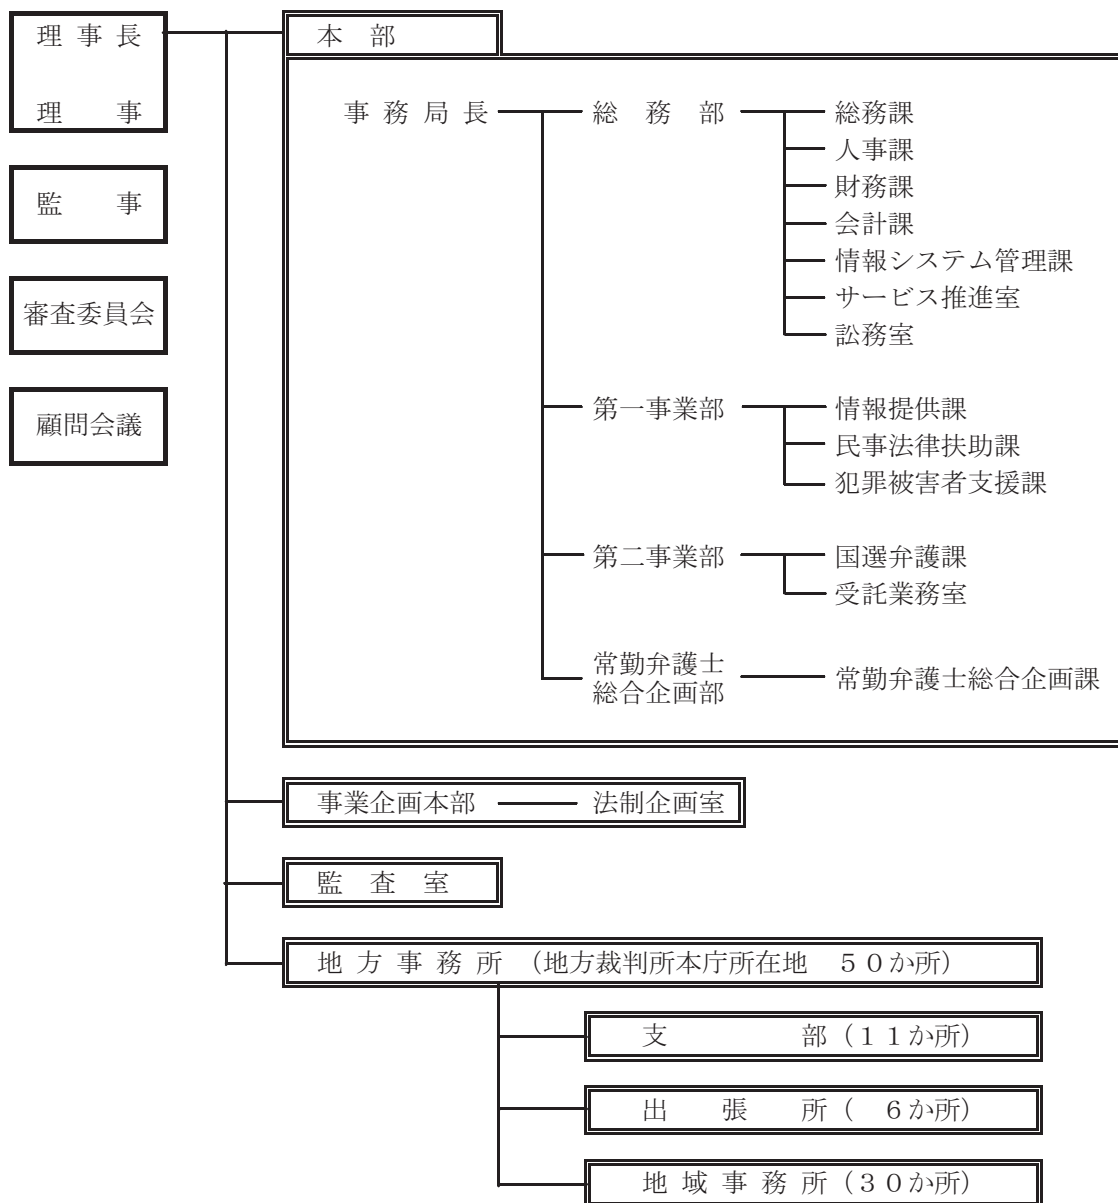 理事長
理事
監事
審査委員会
顧問会議
本部
事務局長
総務部
総務課
人事課
財務課
会計課
情報システム管理課
サービス推進室
訟務室
第一事業部
情報提供課
民事法律扶助課
犯罪被害者支援課
第二事業部
国選弁護課
受託業務室
常勤弁護士
総合企画部
常勤弁護士総合企画課
事業企画本部
法制企画室
監査室
地方事務所（地方裁判所本庁所在地　５０か所）
支部（１１か所）
出張所（　６か所）
地域事務所（３０か所）